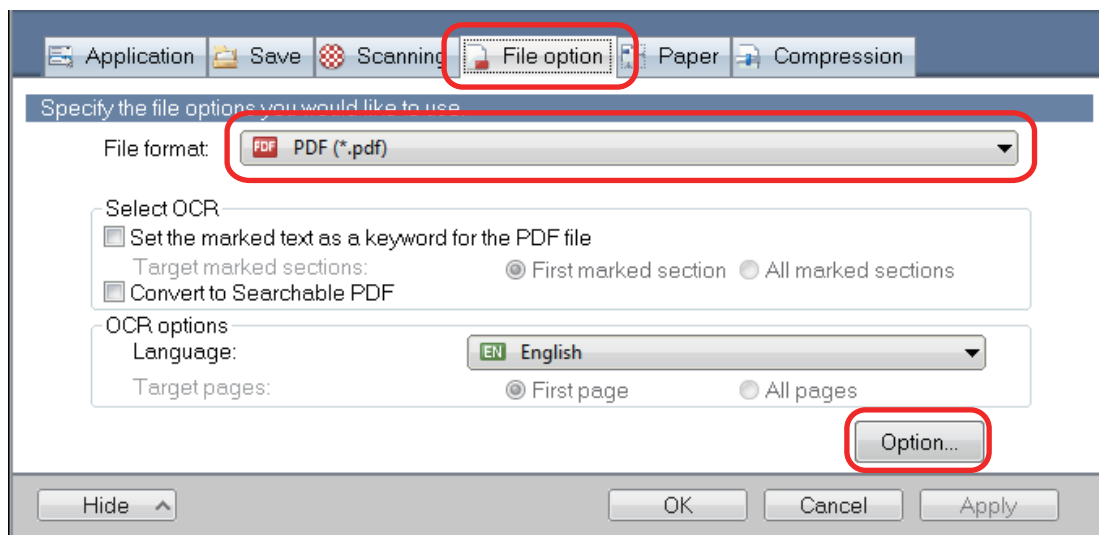 Application Save Scanning File option Paper Compression
Specify the file options you would like to use.
File format: PDF PDF (*.pdf)
Select OCR
Set the marked text as a keyword for the PDF file
Target marked sections: First marked section All marked sections
Convert to Searchable PDF
OCR options
Language: EN English
Target pages: First page All pages
Option...
Hide OK Cancel Apply